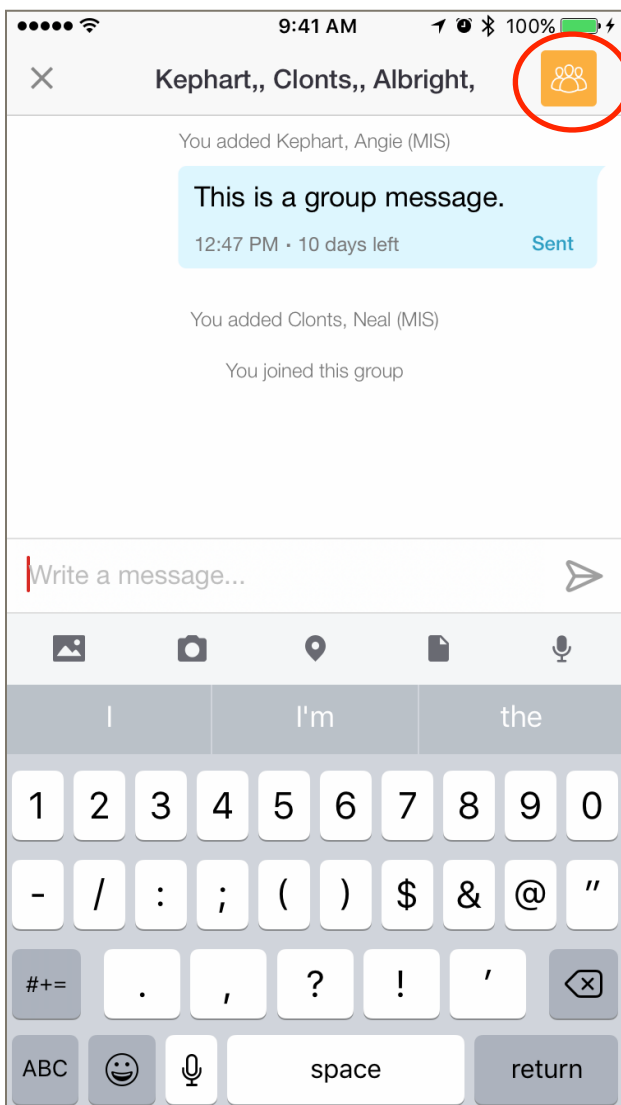 9:41 AM 100%
Kephart,, Clonts,, Albright,
You added Kephart, Angie (MIS)
This is a group message.
12:47 PM · 10 days left Sent
You added Clonts, Neal (MIS)
You joined this group
Write a message...
I I'm the
1 2 3 4 5 6 7 8 9 0
- / : ; ( ) $ & @ "
#+= . , ? ! '
ABC space return